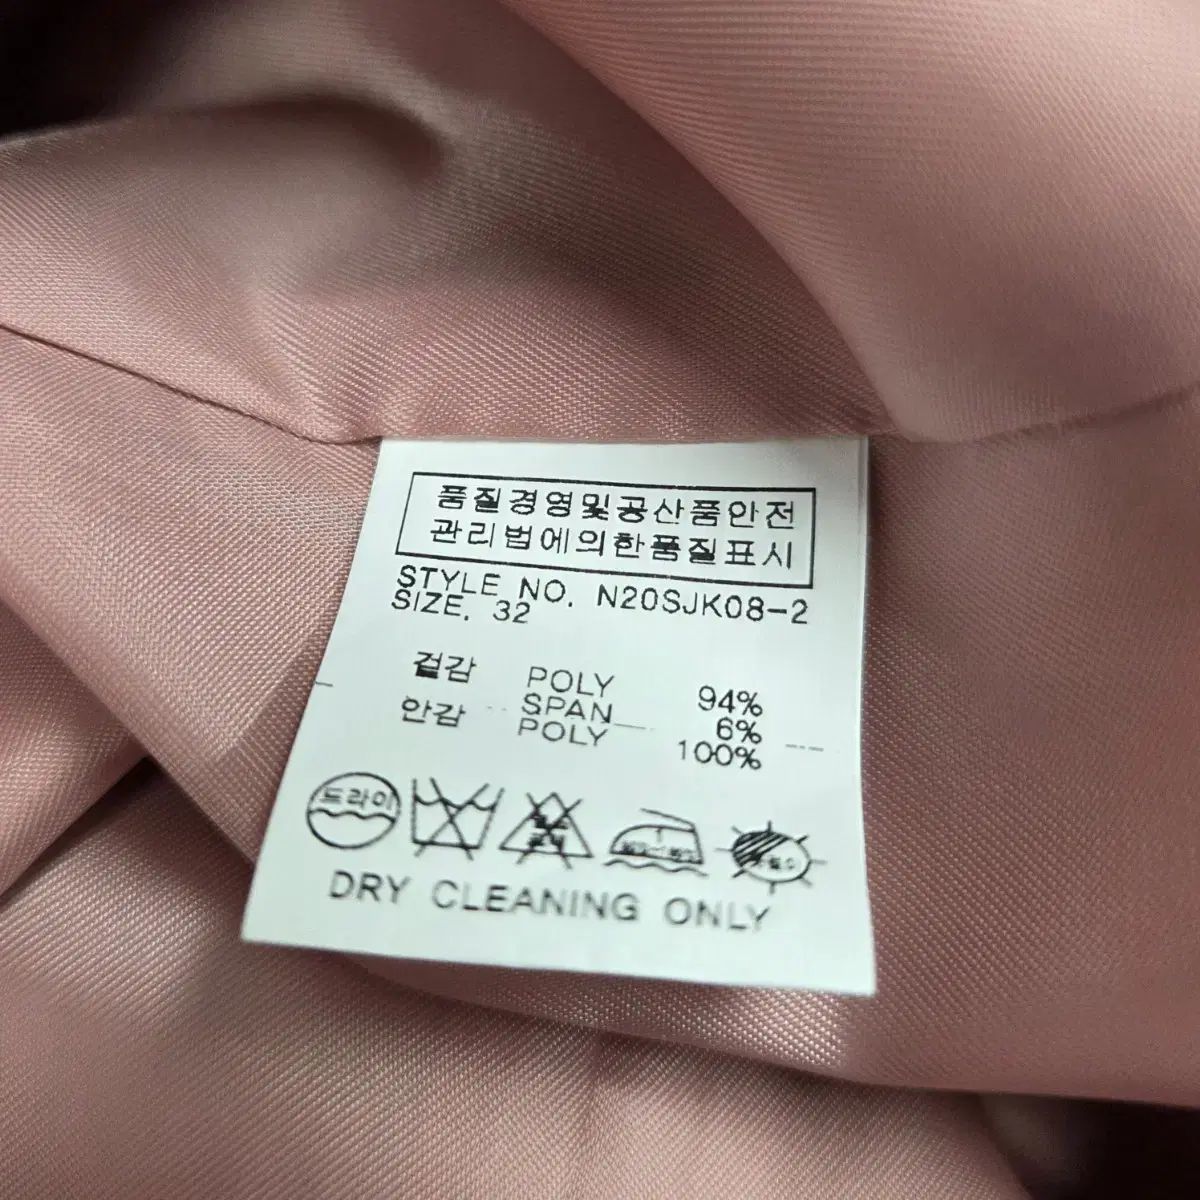 품질경영및공산품안전
관리법에의한품질표시
STYLE NO. N20SJK08-2
SIZE. 32
겉감 POLY 94%
SPAN 6%
안감 POLY 100%
드라이
DRY CLEANING ONLY